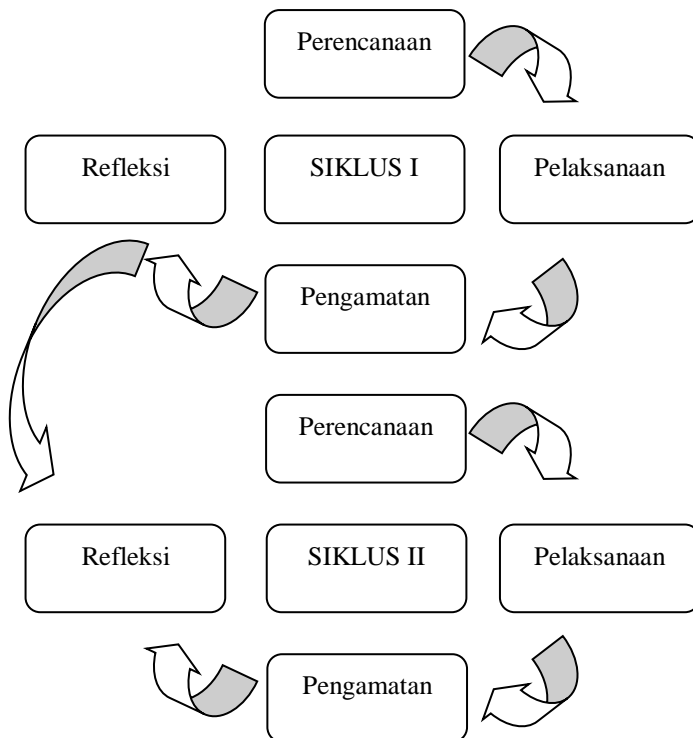 Perencanaan
Refleksi
SIKLUS I
Pelaksanaan
Pengamatan
Perencanaan
Refleksi
SIKLUS II
Pelaksanaan
Pengamatan